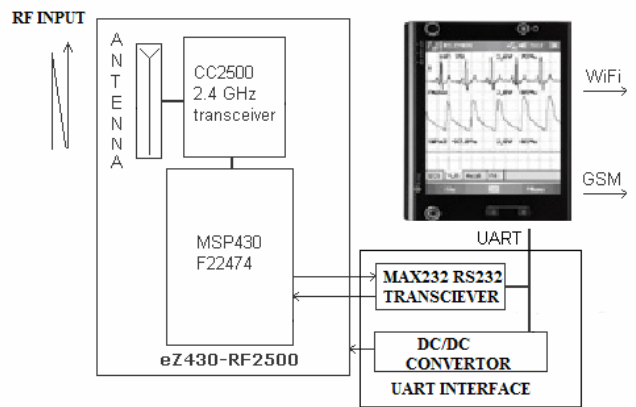 RF INPUT
ANTENNA
CC2500
2.4 GHz
transceiver
WiFi
GSM
MSP430
F22474
UART
MAX232 RS232
TRANSCIEVER
DC/DC
CONVERTOR
eZ430-RF2500
UART INTERFACE